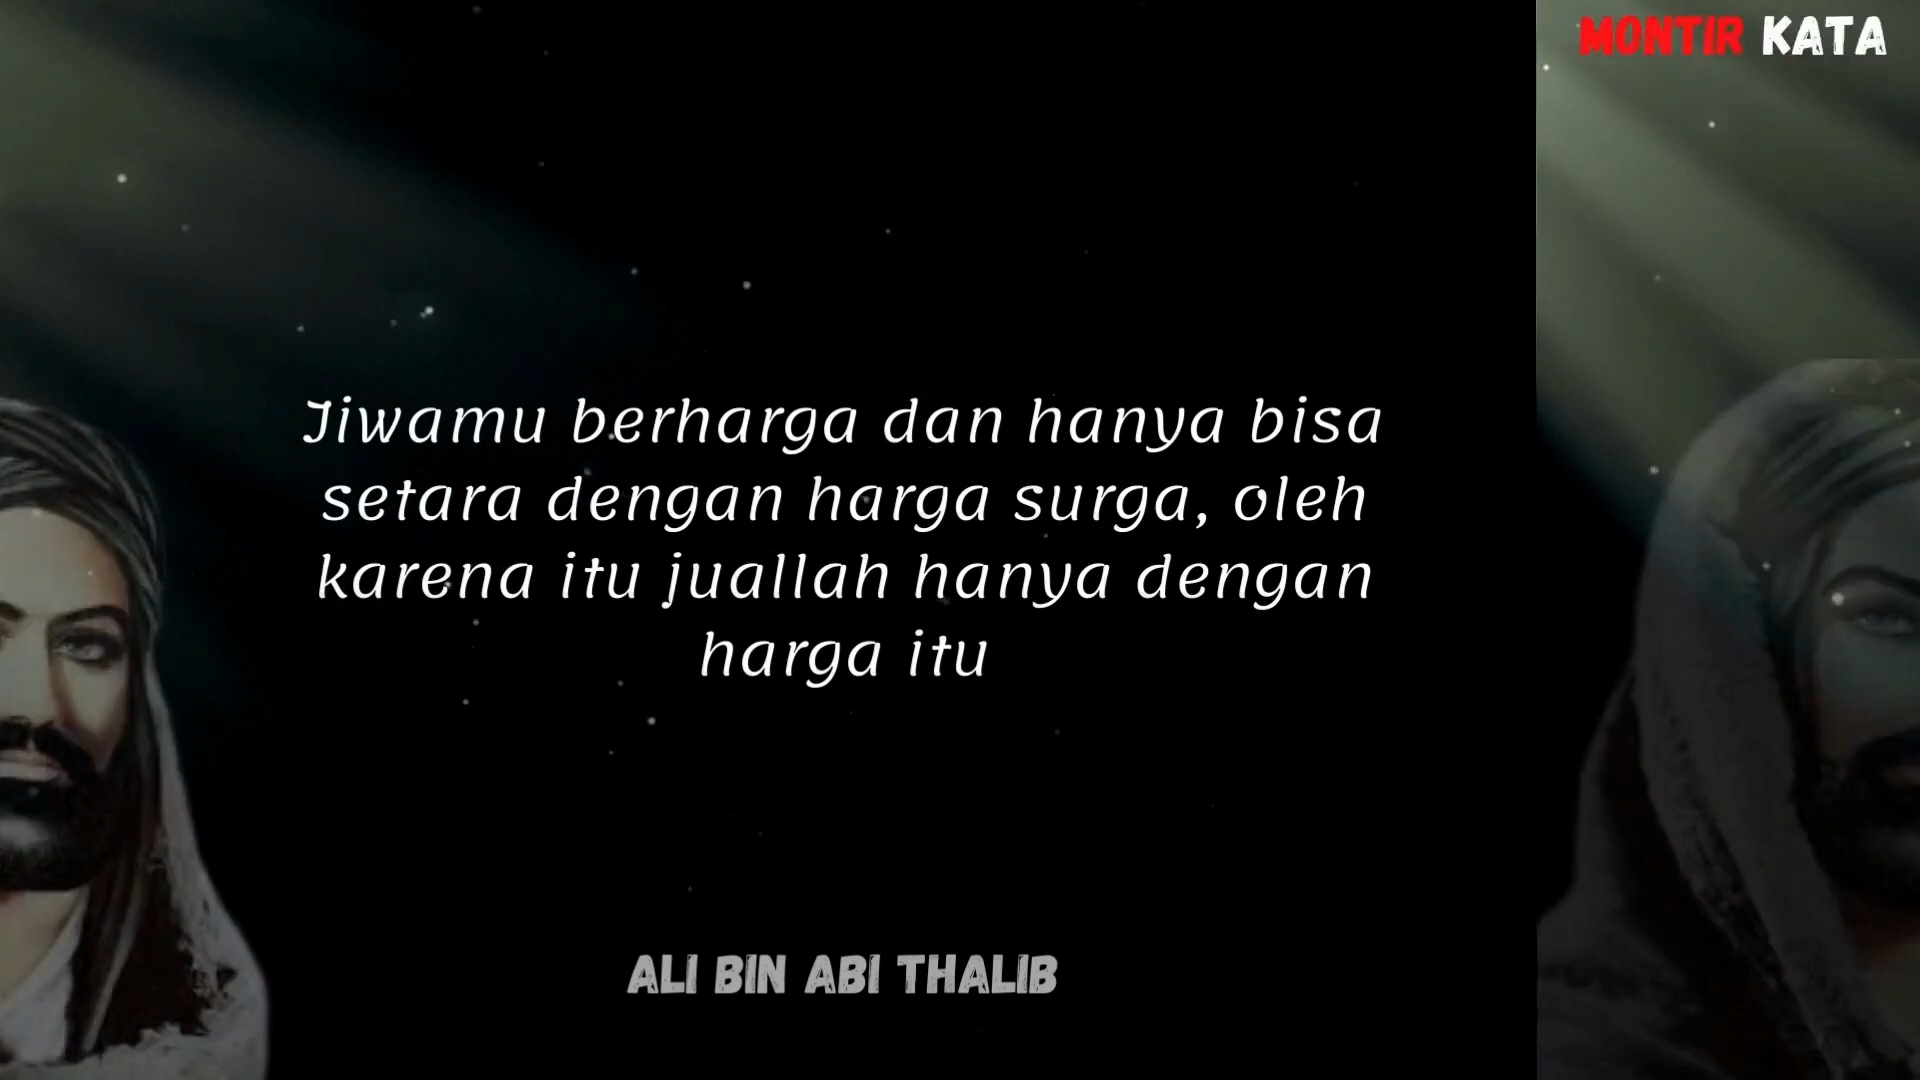 MONTIR KATA
Jiwamu berharga dan hanya bisa
setara dengan harga surga, oleh
karena itu juallah hanya dengan
harga itu
ALI BIN ABI THALIB